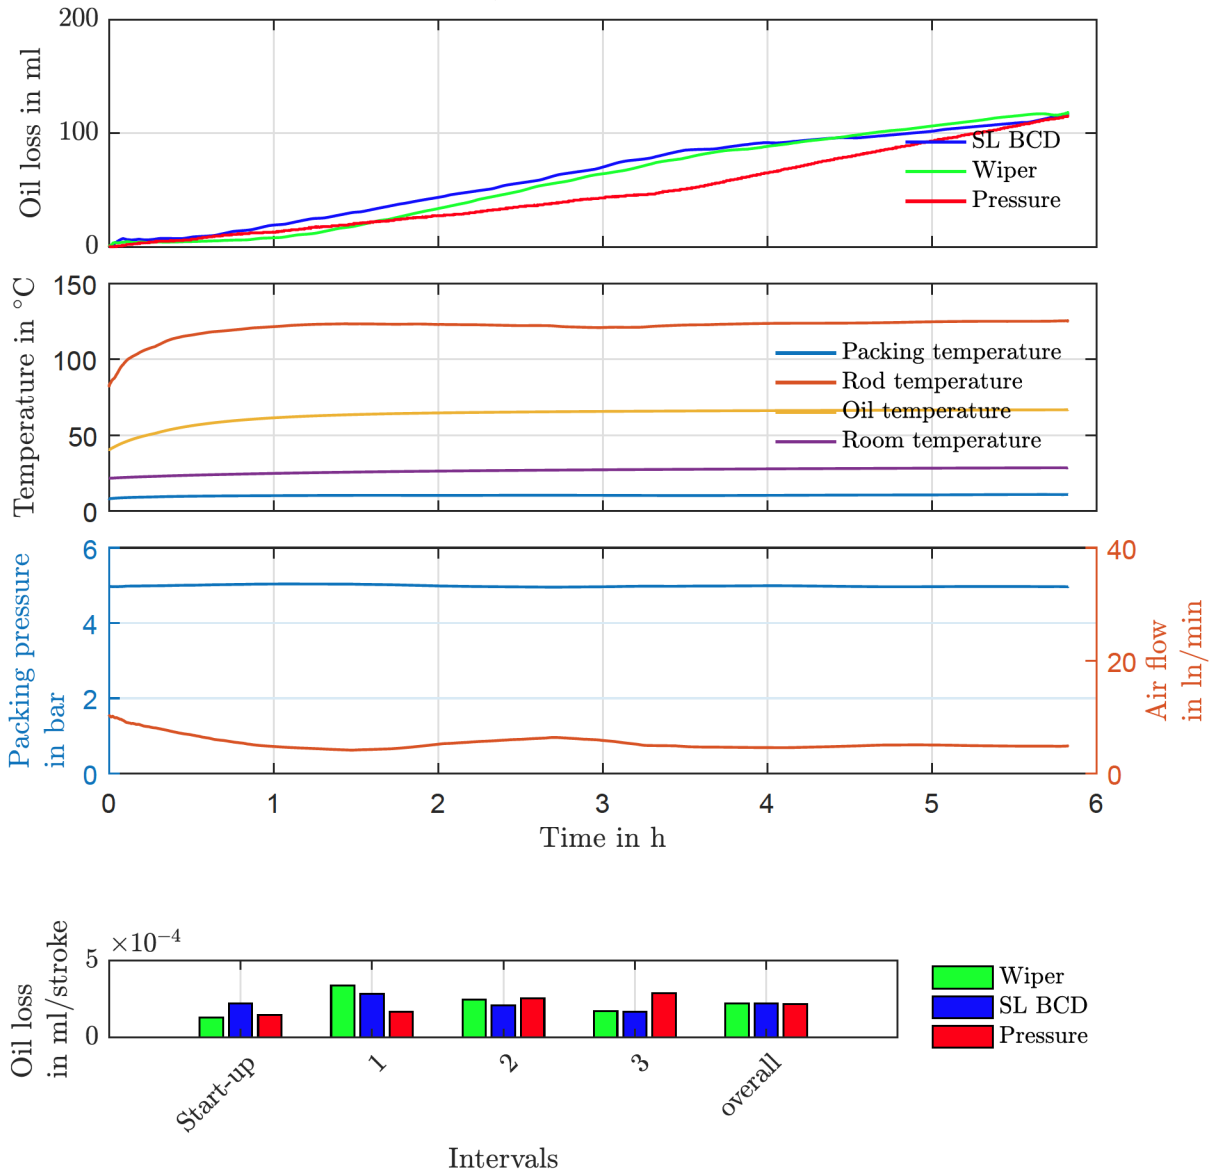 200
100
0
Oil loss in ml
SL BCD
Wiper
Pressure
150
100
50
0
Temperature in °C
Packing temperature
Rod temperature
Oil temperature
Room temperature
6
4
2
0
Packing pressure
in bar
40
20
0
Air flow
in ln/min
0 1 2 3 4 5 6
Time in h
×10⁻⁴
5
0
Oil loss
in ml/stroke
Wiper
SL BCD
Pressure
Start-up 1 2 3 overall
Intervals